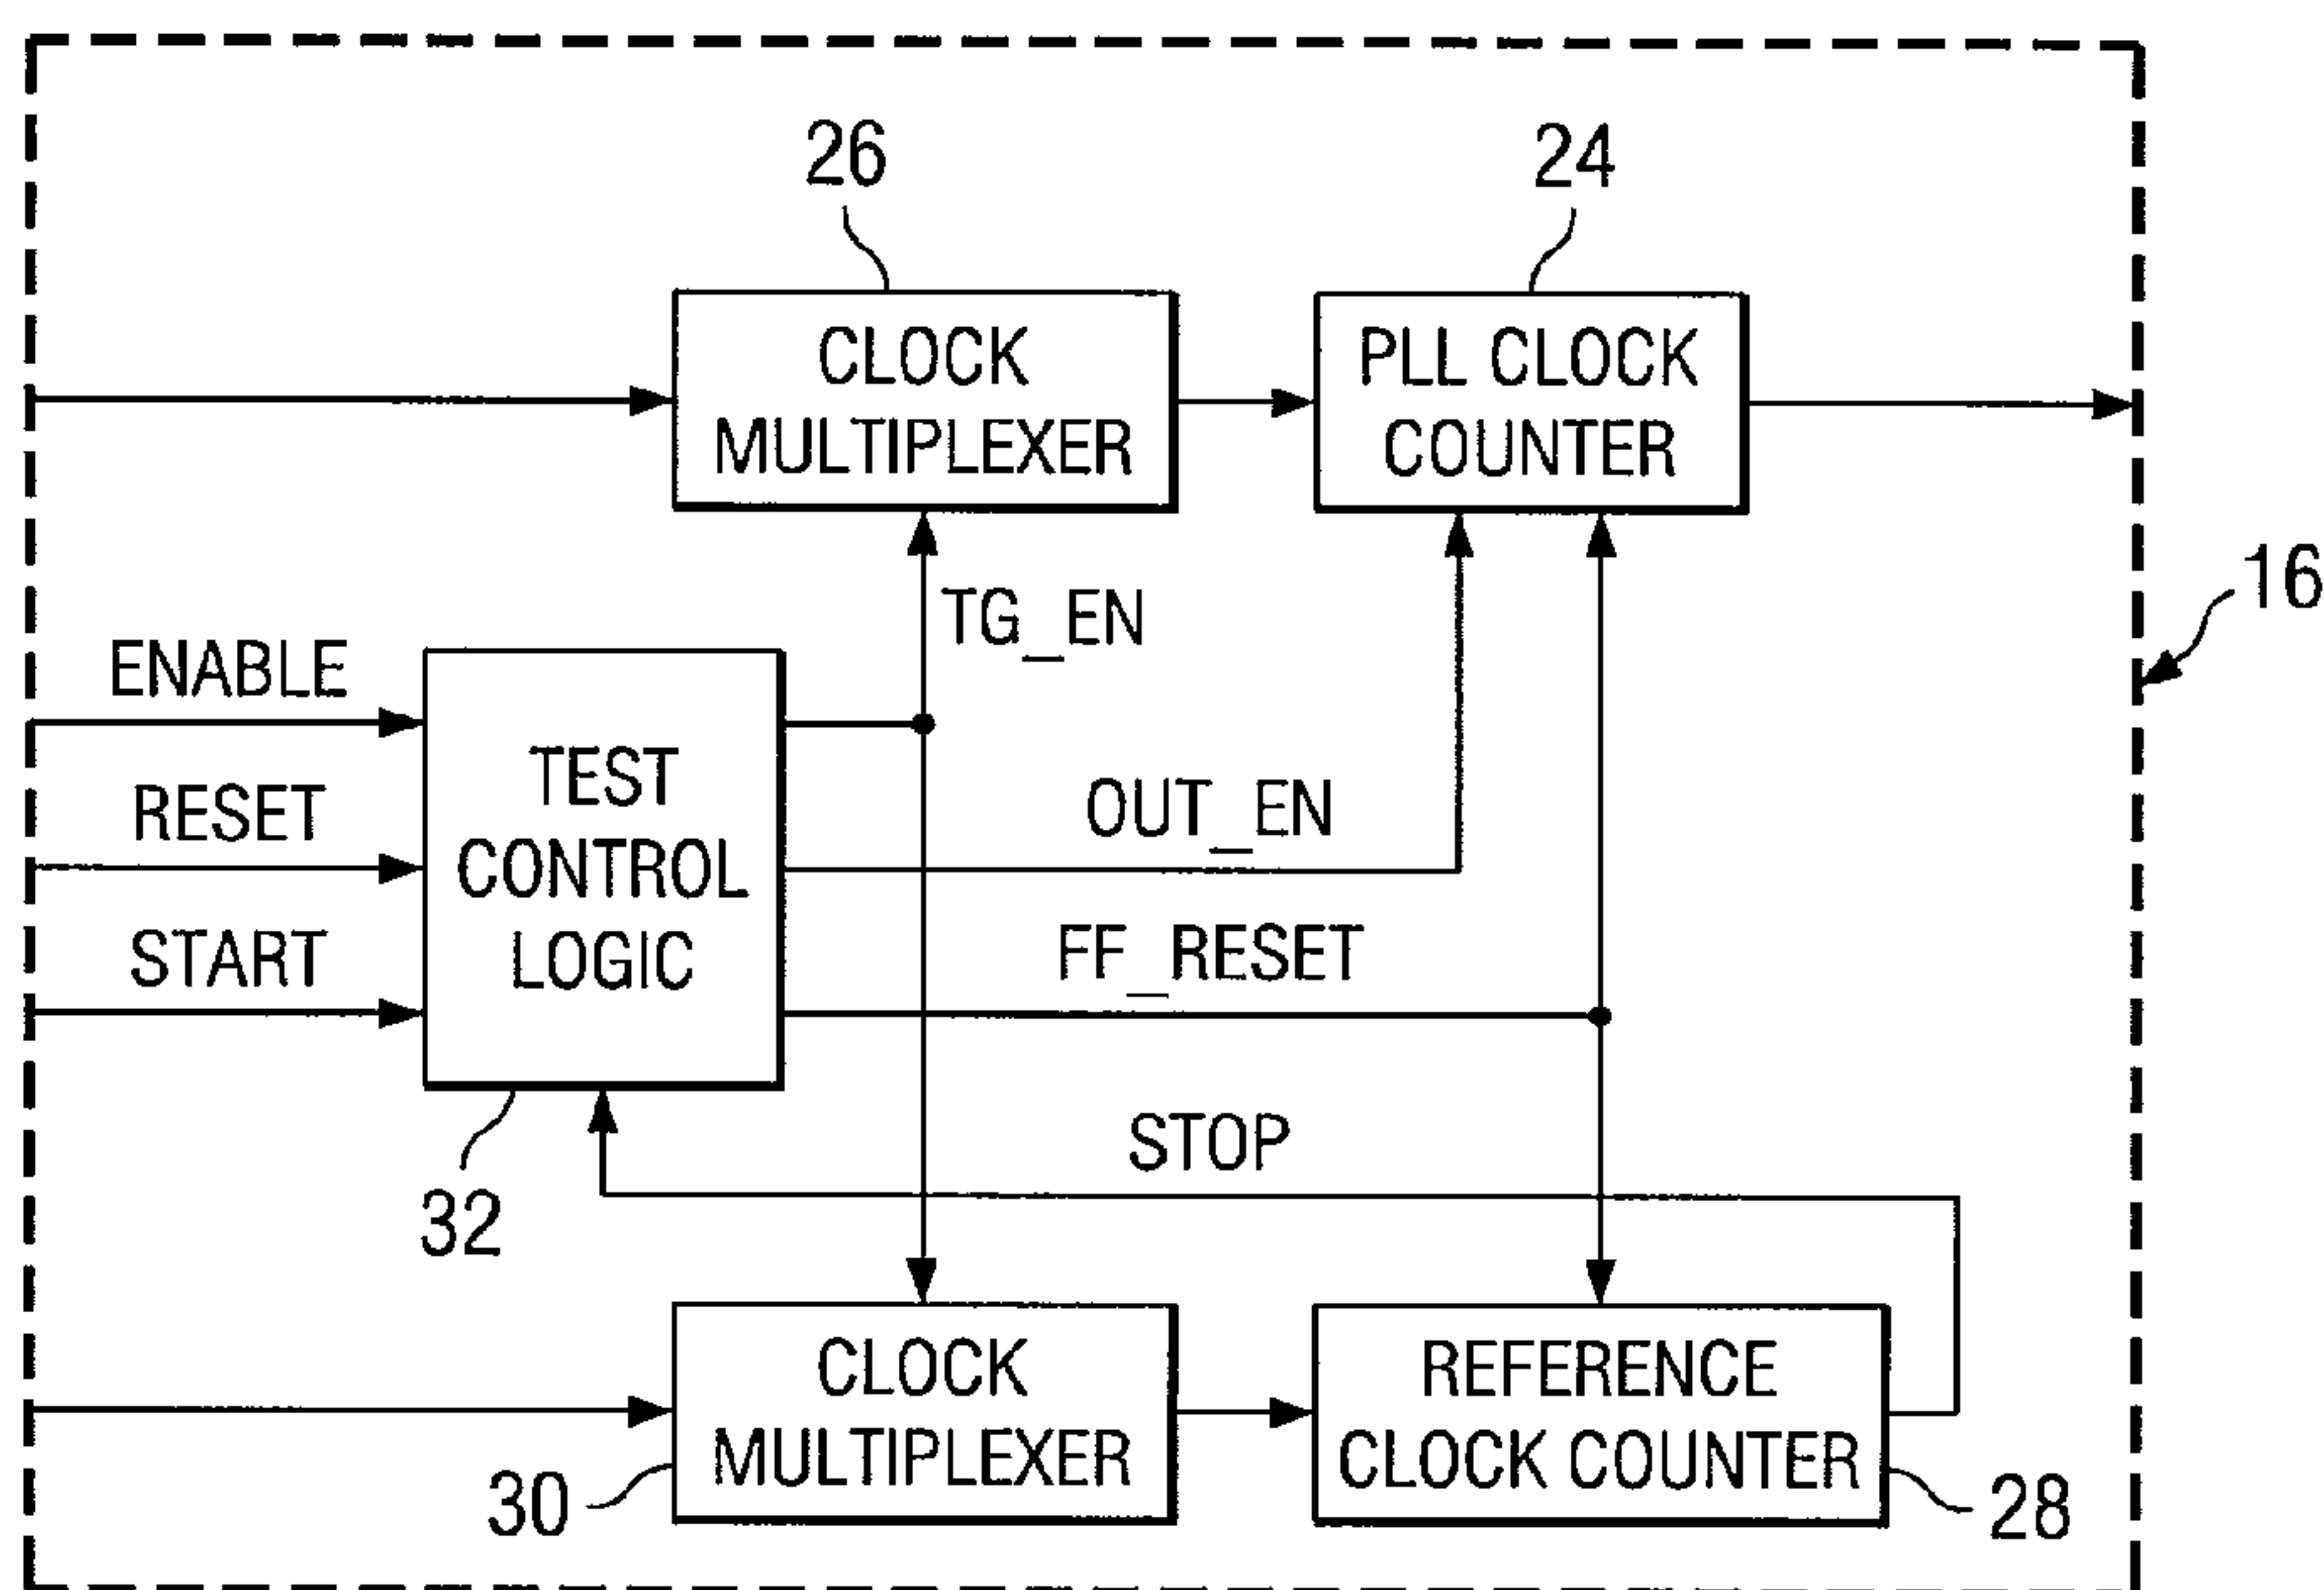 26
24
CLOCK
MULTIPLEXER
PLL CLOCK
COUNTER
16
TG_EN
ENABLE
RESET
START
TEST
CONTROL
LOGIC
OUT_EN
FF_RESET
STOP
32
CLOCK
MULTIPLEXER
REFERENCE
CLOCK COUNTER
30
28